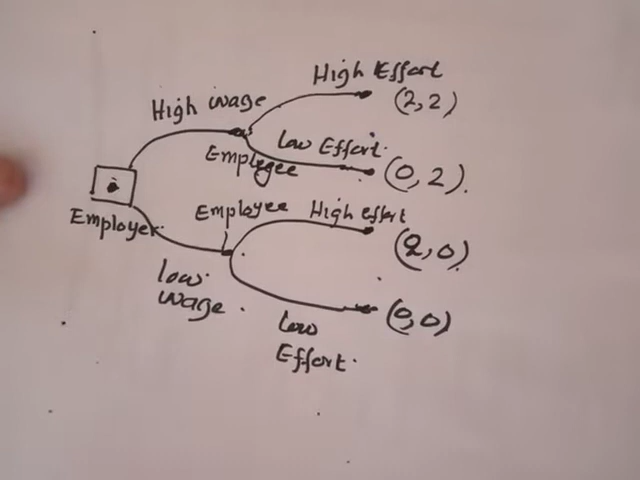 High Effort
(2,2)
High wage
Low Effort.
Employee
(0,2).
Employer.
Employee
High effort
(2,0)
low.
wage.
(0,0)
Low
Effort.